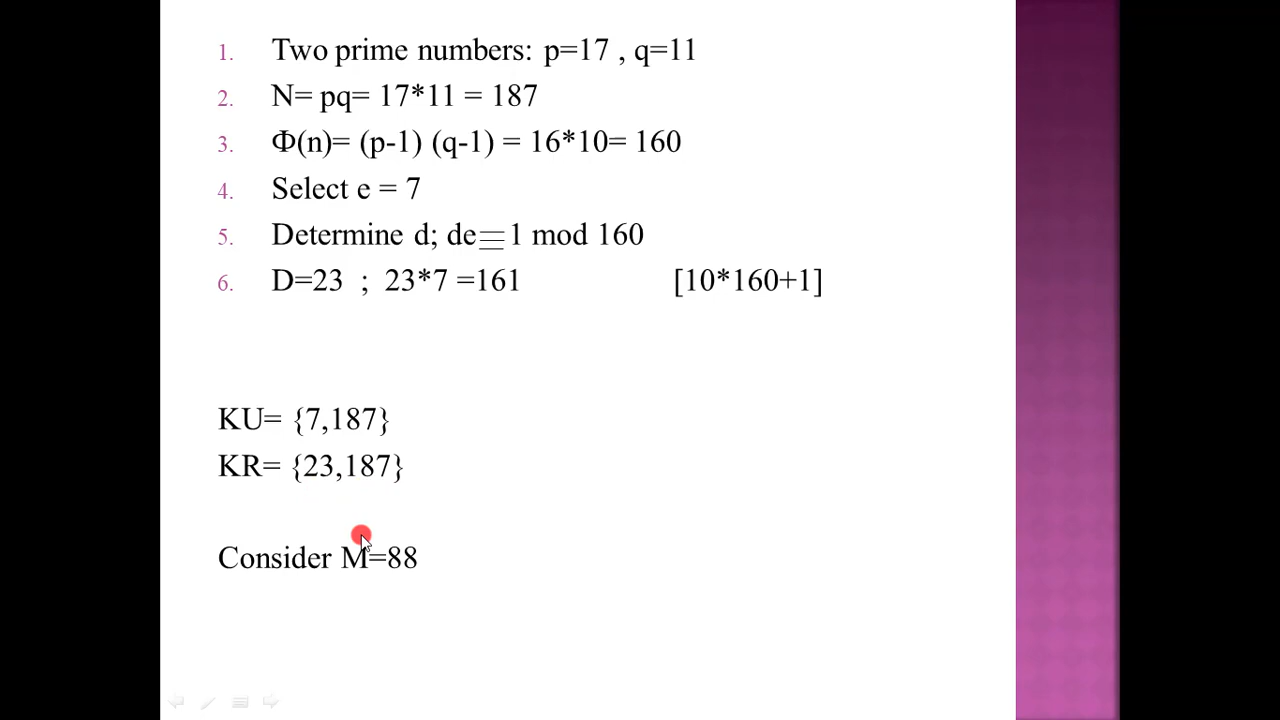 1. Two prime numbers: p=17 , q=11
2. N= pq= 17*11 = 187
3. Φ(n)= (p-1) (q-1) = 16*10= 160
4. Select e = 7
5. Determine d; de≡1 mod 160
6. D=23 ; 23*7 =161 [10*160+1]
KU= {7,187}
KR= {23,187}
Consider M=88